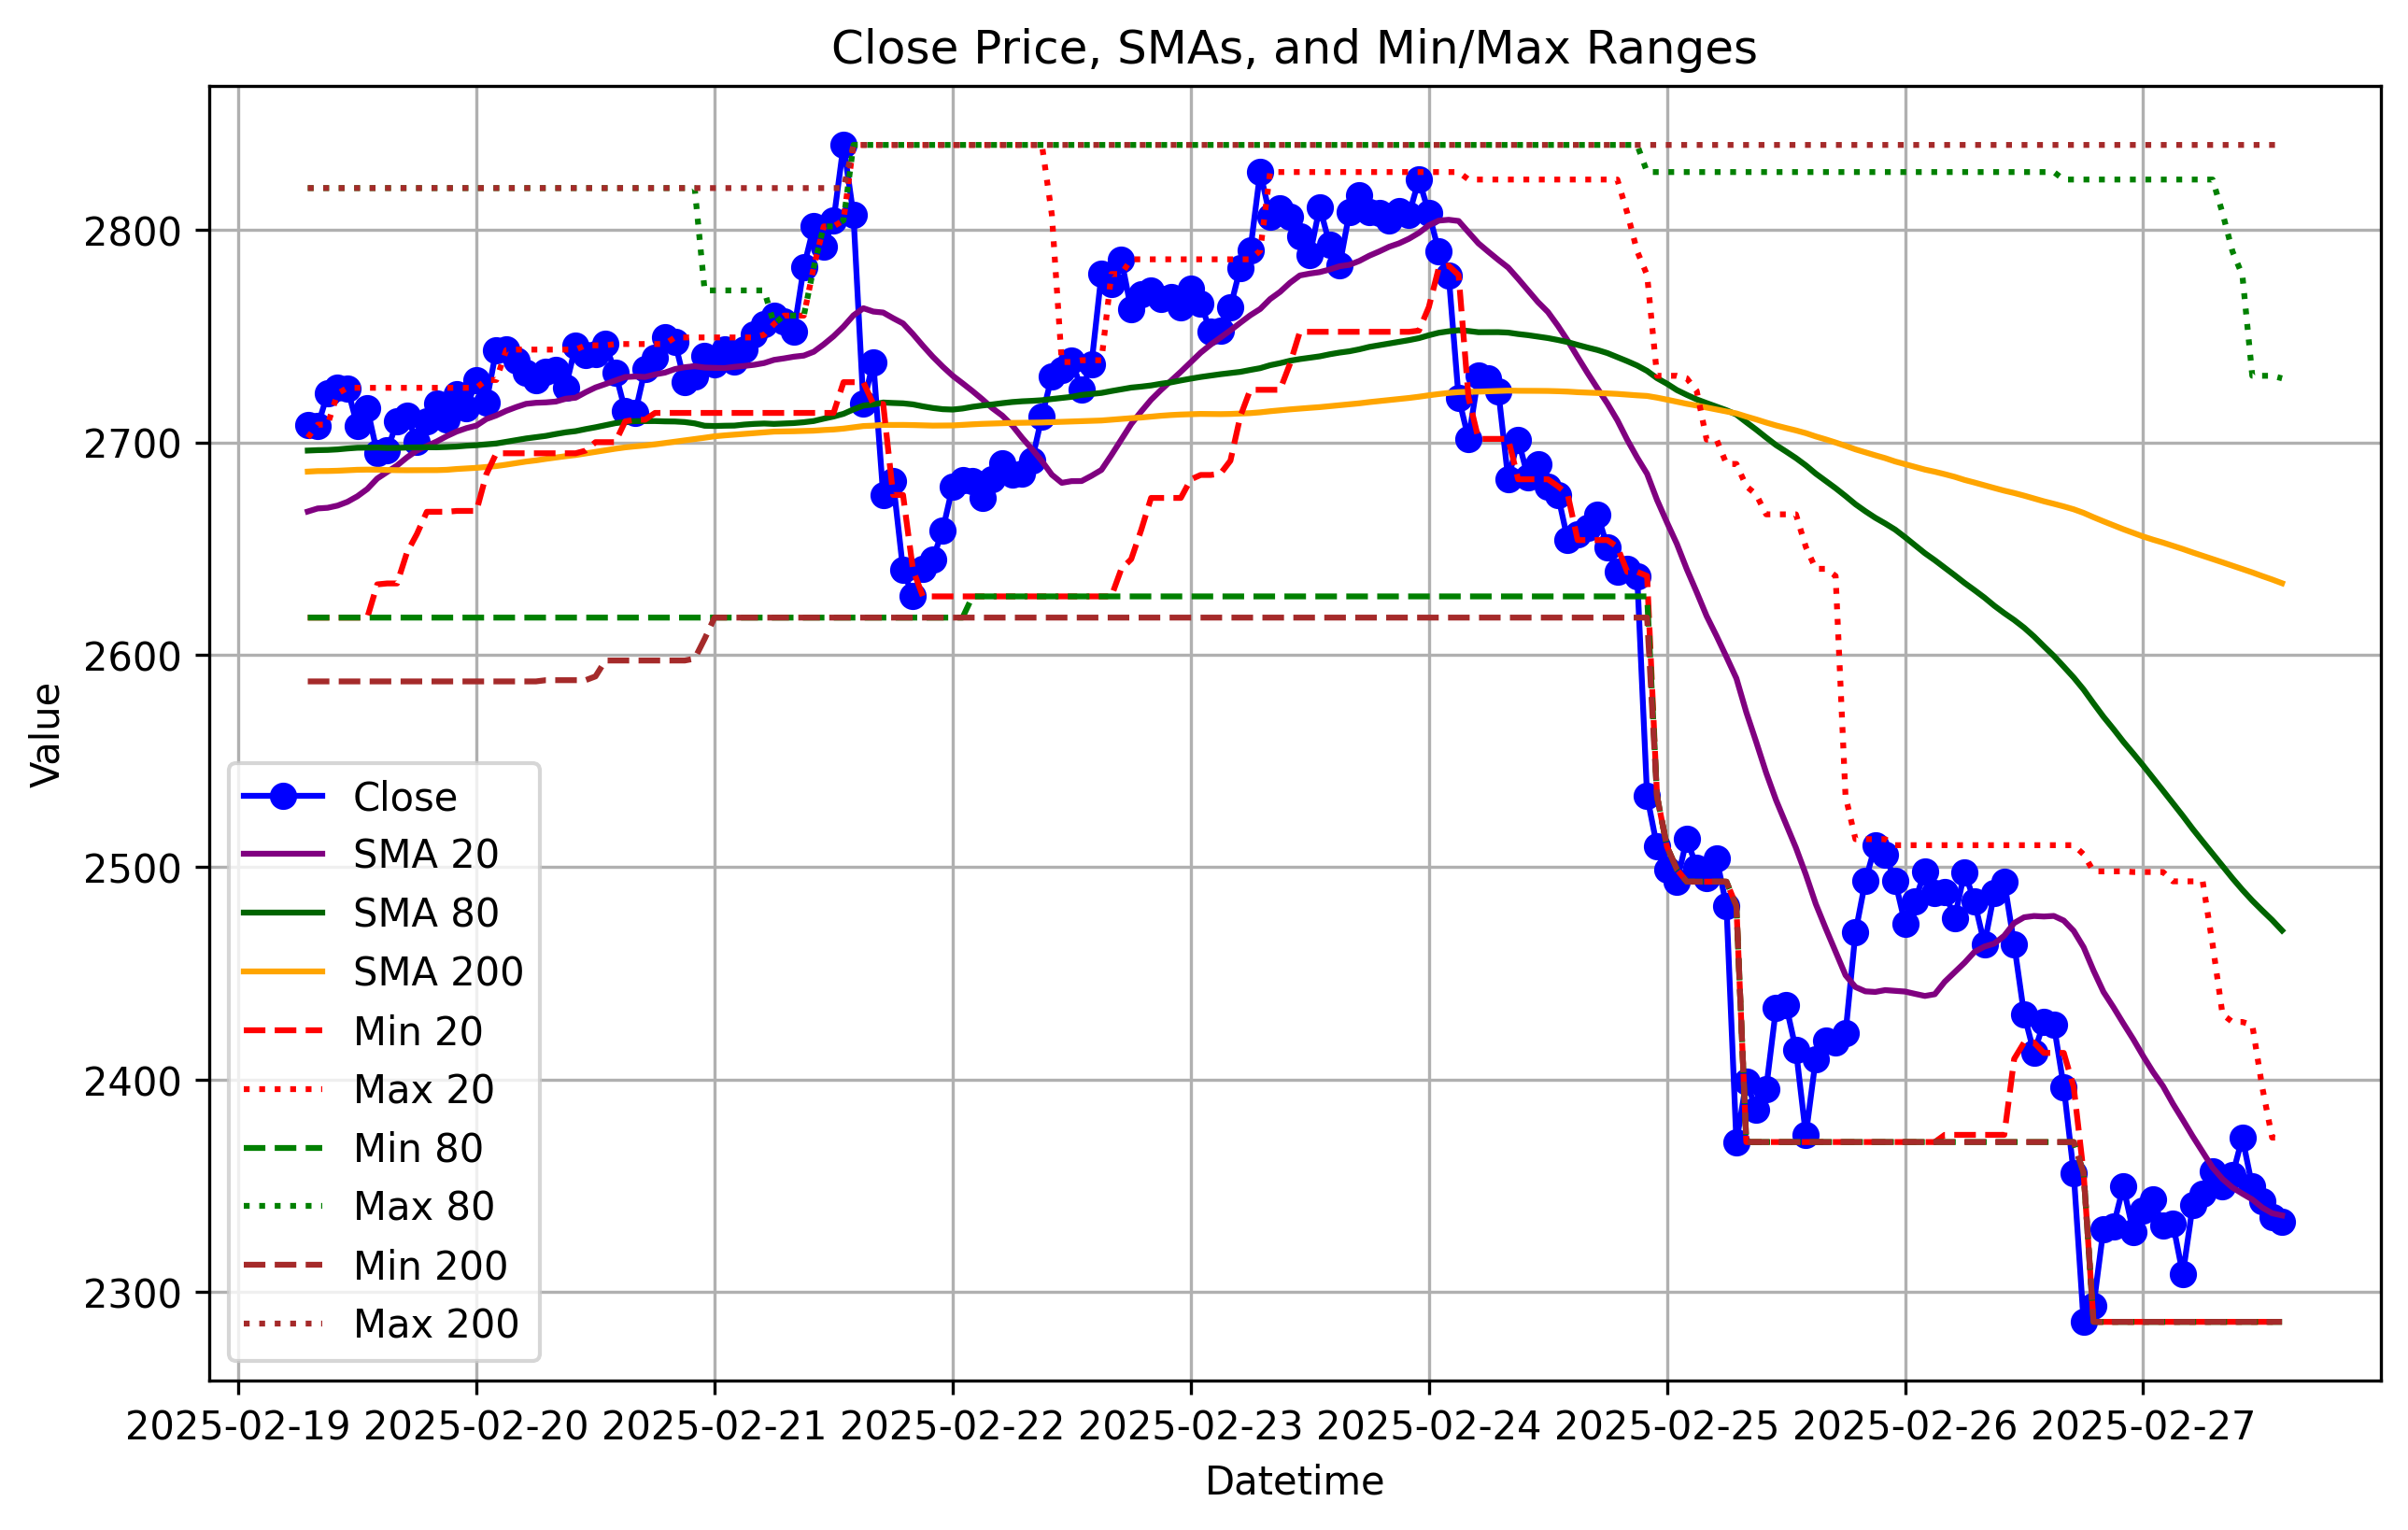 Close Price, SMAs, and Min/Max Ranges
Value
2800
2700
2600
2500
2400
2300
Close
SMA 20
SMA 80
SMA 200
Min 20
Max 20
Min 80
Max 80
Min 200
Max 200
2025-02-19 2025-02-20 2025-02-21 2025-02-22 2025-02-23 2025-02-24 2025-02-25 2025-02-26 2025-02-27
Datetime